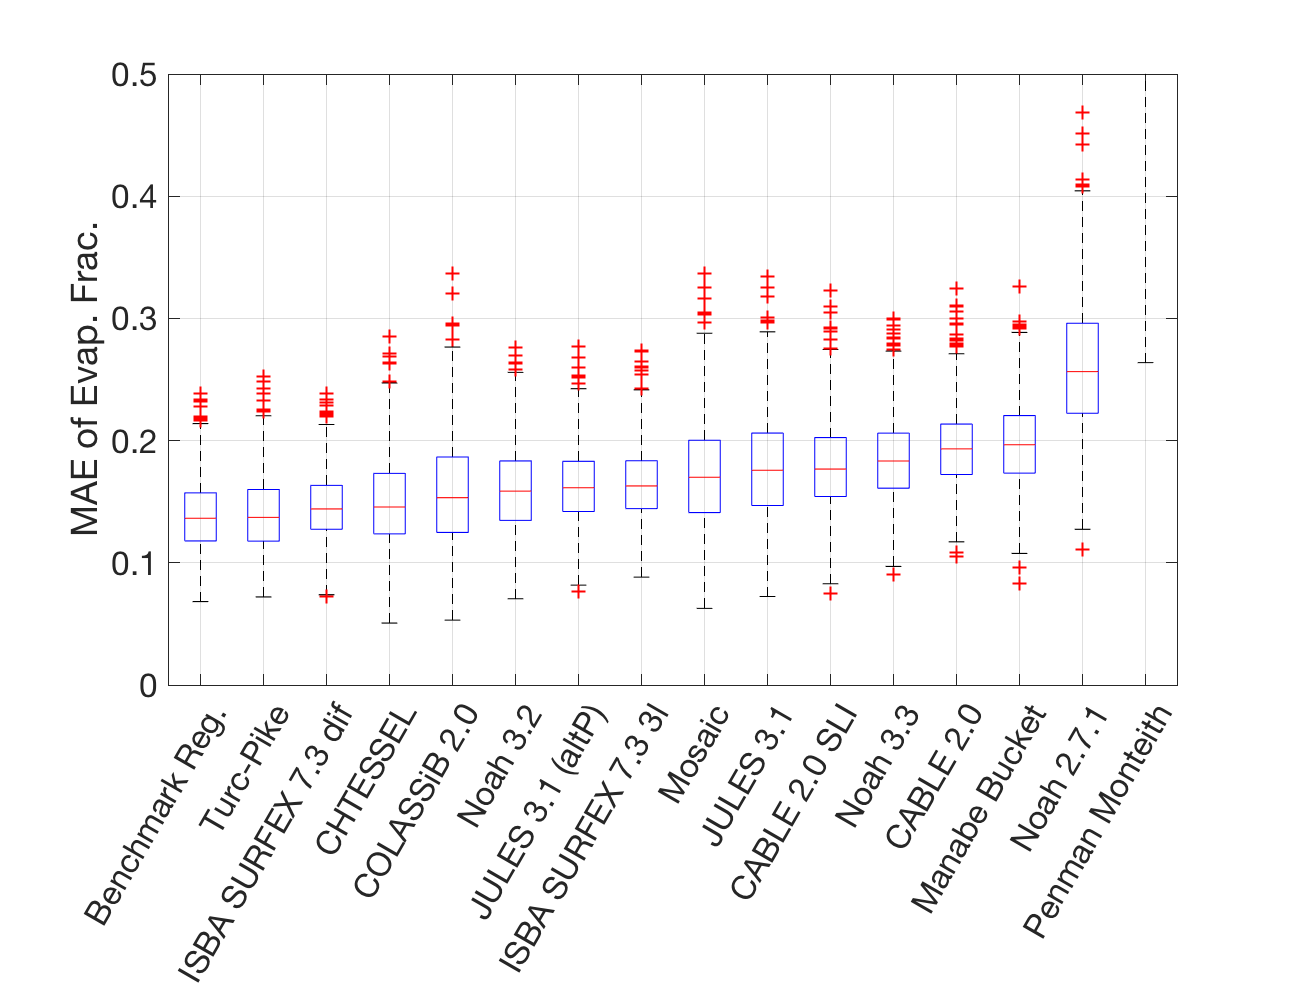 MAE of Evap. Frac.
0.5
0.4
0.3
0.2
0.1
0
Benchmark Reg.
Turc-Pike
ISBA SURFEX 7.3 dif
CHTESSEL
COLASSiB 2.0
Noah 3.2
JULES 3.1 (altP)
ISBA SURFEX 7.3 3l
Mosaic
JULES 3.1
CABLE 2.0 SLI
Noah 3.3
CABLE 2.0
Manabe Bucket
Noah 2.7.1
Penman Monteith